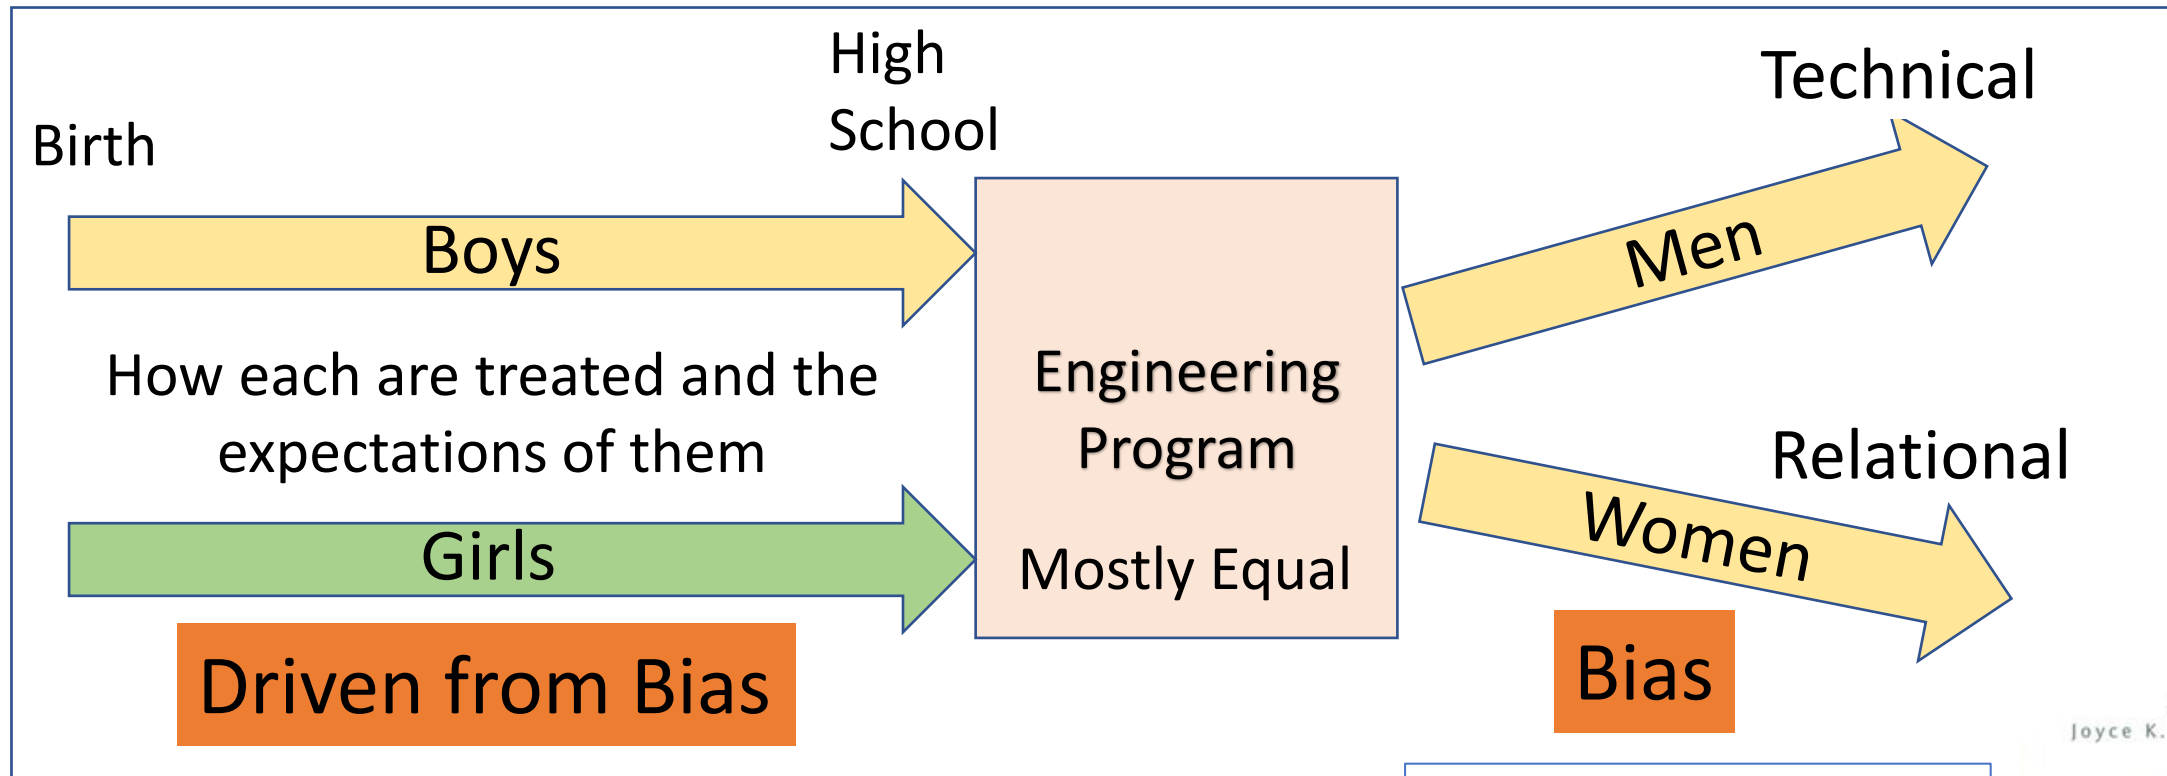 Birth
High
School
Boys
How each are treated and the
expectations of them
Girls
Driven from Bias
Engineering
Program
Mostly Equal
Technical
Men
Relational
Women
Bias
Joyce K.